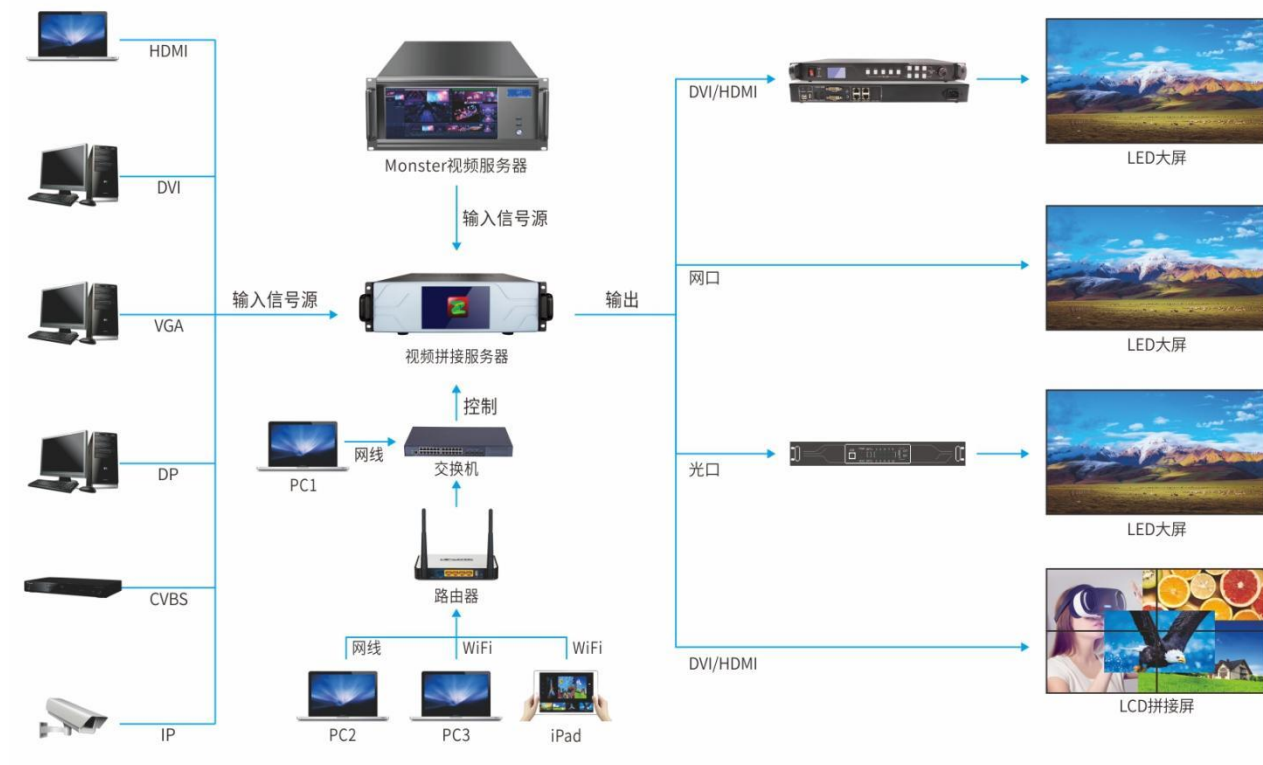 HDMI
DVI
VGA
DP
CVBS
IP
输入信号源
Monster视频服务器
输入信号源
视频拼接服务器
控制
网线
交换机
PC1
路由器
网线
WiFi
WiFi
PC2
PC3
iPad
输出
DVI/HDMI
LED大屏
网口
LED大屏
光口
LED大屏
DVI/HDMI
LCD拼接屏